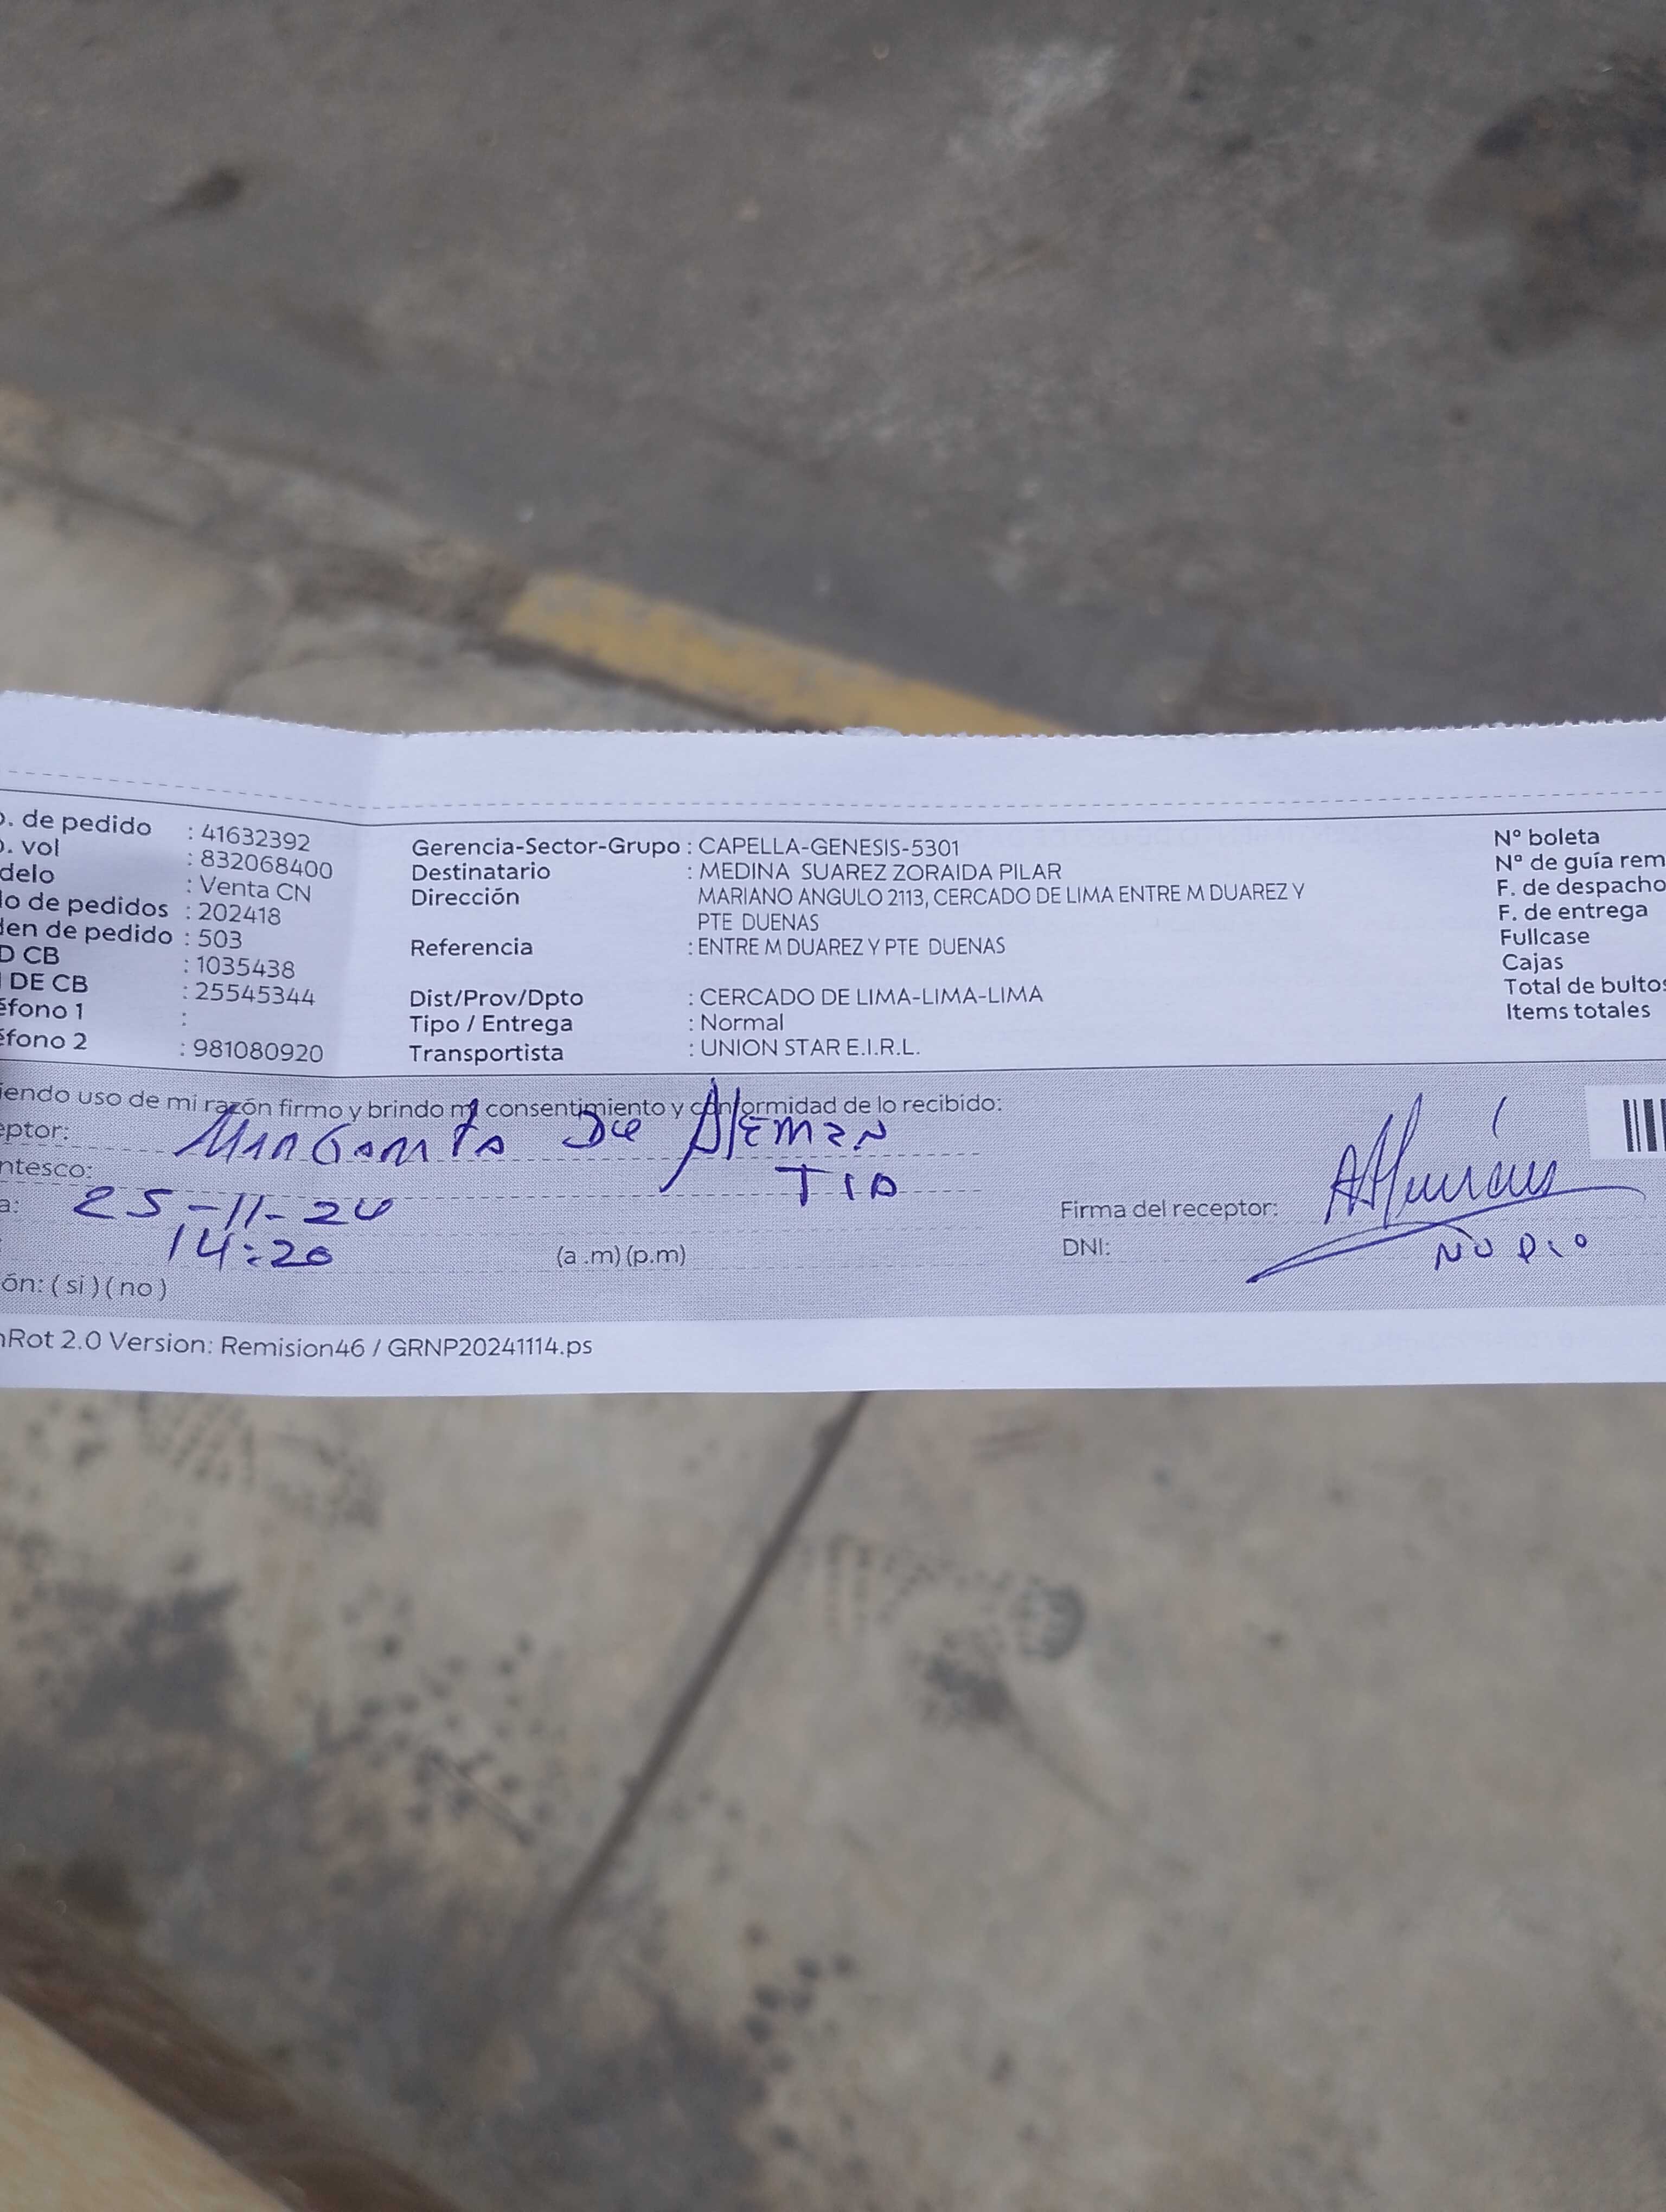 o. de pedido : 41632392
o. vol : 832068400
delo : Venta CN
lo de pedidos : 202418
den de pedido : 503
D CB : 1035438
DE CB : 25545344
éfono 1 :
éfono 2 : 981080920
Gerencia-Sector-Grupo : CAPELLA-GENESIS-5301
Destinatario : MEDINA SUAREZ ZORAIDA PILAR
Dirección MARIANO ANGULO 2113, CERCADO DE LIMA ENTRE M DUAREZ Y
PTE DUENAS
Referencia : ENTRE M DUAREZ Y PTE DUENAS
Dist/Prov/Dpto : CERCADO DE LIMA-LIMA-LIMA
Tipo / Entrega : Normal
Transportista : UNION STAR E.I.R.L.
N° boleta
N° de guía rem
F. de despacho
F. de entrega
Fullcase
Cajas
Total de bultos
Items totales
iendo uso de mi razón firmo y brindo mi consentimiento y conformidad de lo recibido:
eptor: Margarita De Aleman
ntesco: TIA
a: 25-11-24
14:20 (a .m) (p.m)
ón: ( si ) ( no )
Firma del receptor:
DNI: NO DIO
nRot 2.0 Version: Remision46 / GRNP20241114.ps